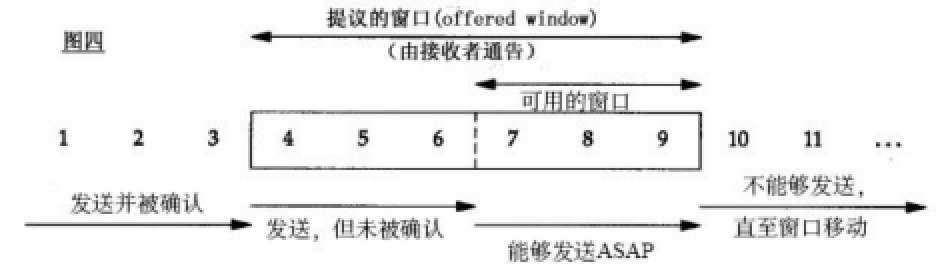 提议的窗口(offered window)
图四
(由接收者通告)
可用的窗口
1 2 3 4 5 6 7 8 9 10 11 ...
不能够发送，
发送并被确认
发送，但未被确认
直至窗口移动
能够发送ASAP